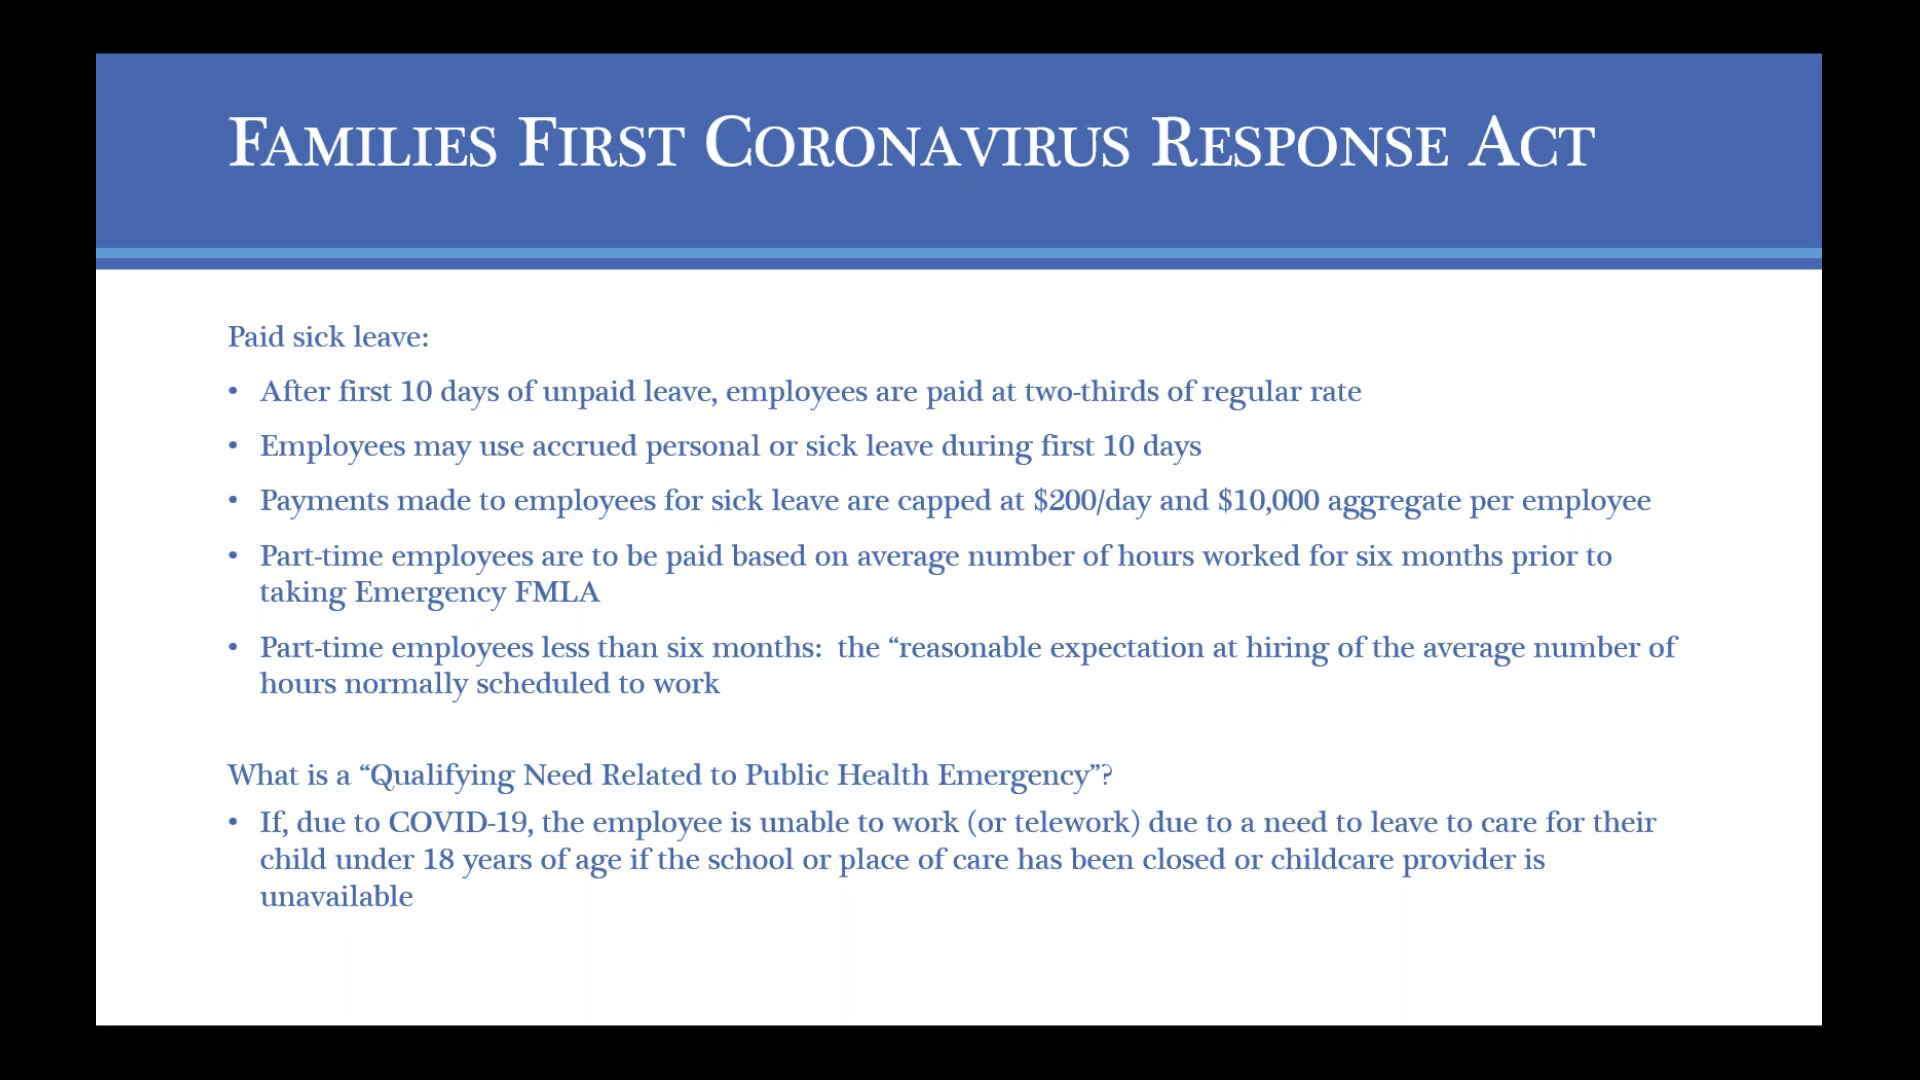 FAMILIES FIRST CORONAVIRUS RESPONSE ACT
Paid sick leave:
• After first 10 days of unpaid leave, employees are paid at two-thirds of regular rate
• Employees may use accrued personal or sick leave during first 10 days
• Payments made to employees for sick leave are capped at $200/day and $10,000 aggregate per employee
• Part-time employees are to be paid based on average number of hours worked for six months prior to
taking Emergency FMLA
• Part-time employees less than six months:  the “reasonable expectation at hiring of the average number of
hours normally scheduled to work
What is a “Qualifying Need Related to Public Health Emergency”?
• If, due to COVID-19, the employee is unable to work (or telework) due to a need to leave to care for their
child under 18 years of age if the school or place of care has been closed or childcare provider is
unavailable